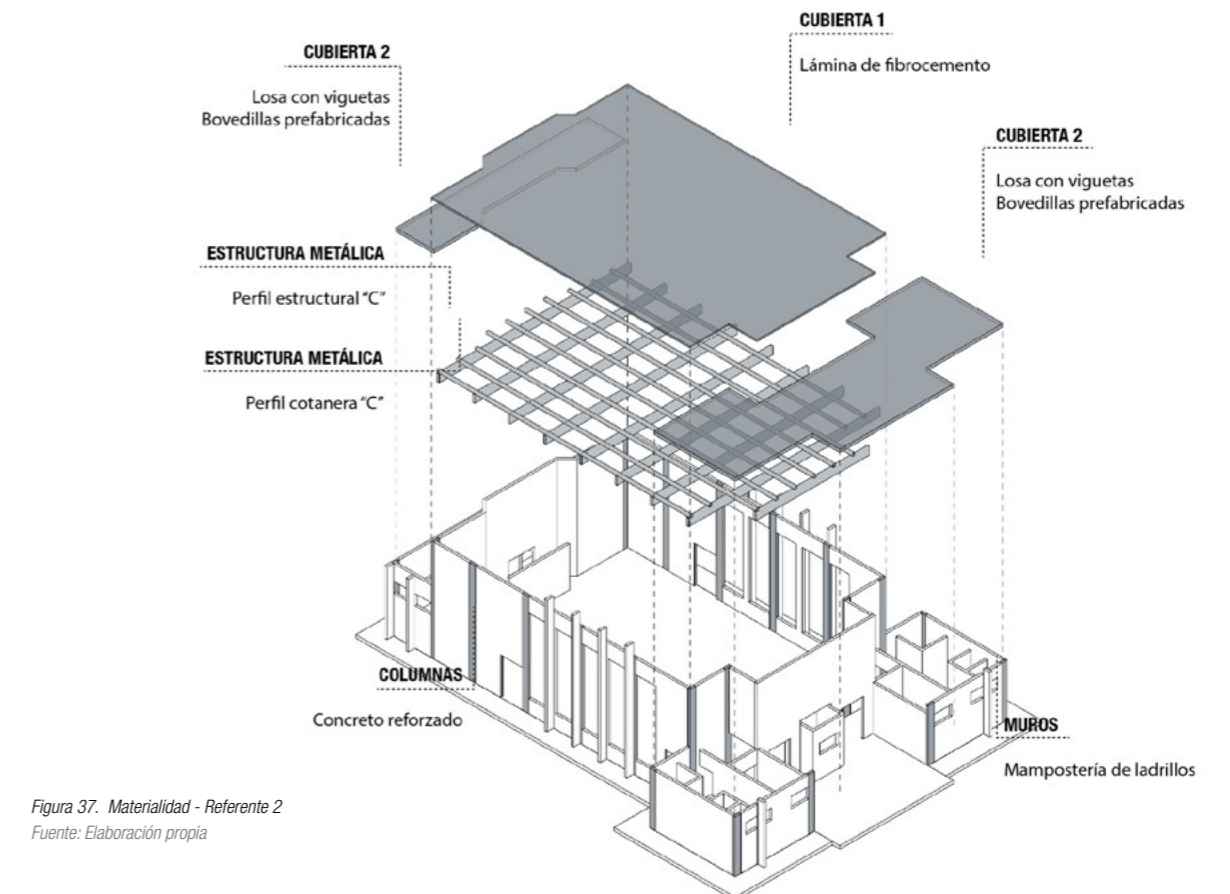 CUBIERTA 1
Lámina de fibrocemento
CUBIERTA 2
Losa con viguetas
Bovedillas prefabricadas
CUBIERTA 2
Losa con viguetas
Bovedillas prefabricadas
ESTRUCTURA METÁLICA
Perfil estructural "C"
ESTRUCTURA METÁLICA
Perfil cotanera "C"
COLUMNAS
Concreto reforzado
MUROS
Mampostería de ladrillos
Figura 37. Materialidad - Referente 2
Fuente: Elaboración propia